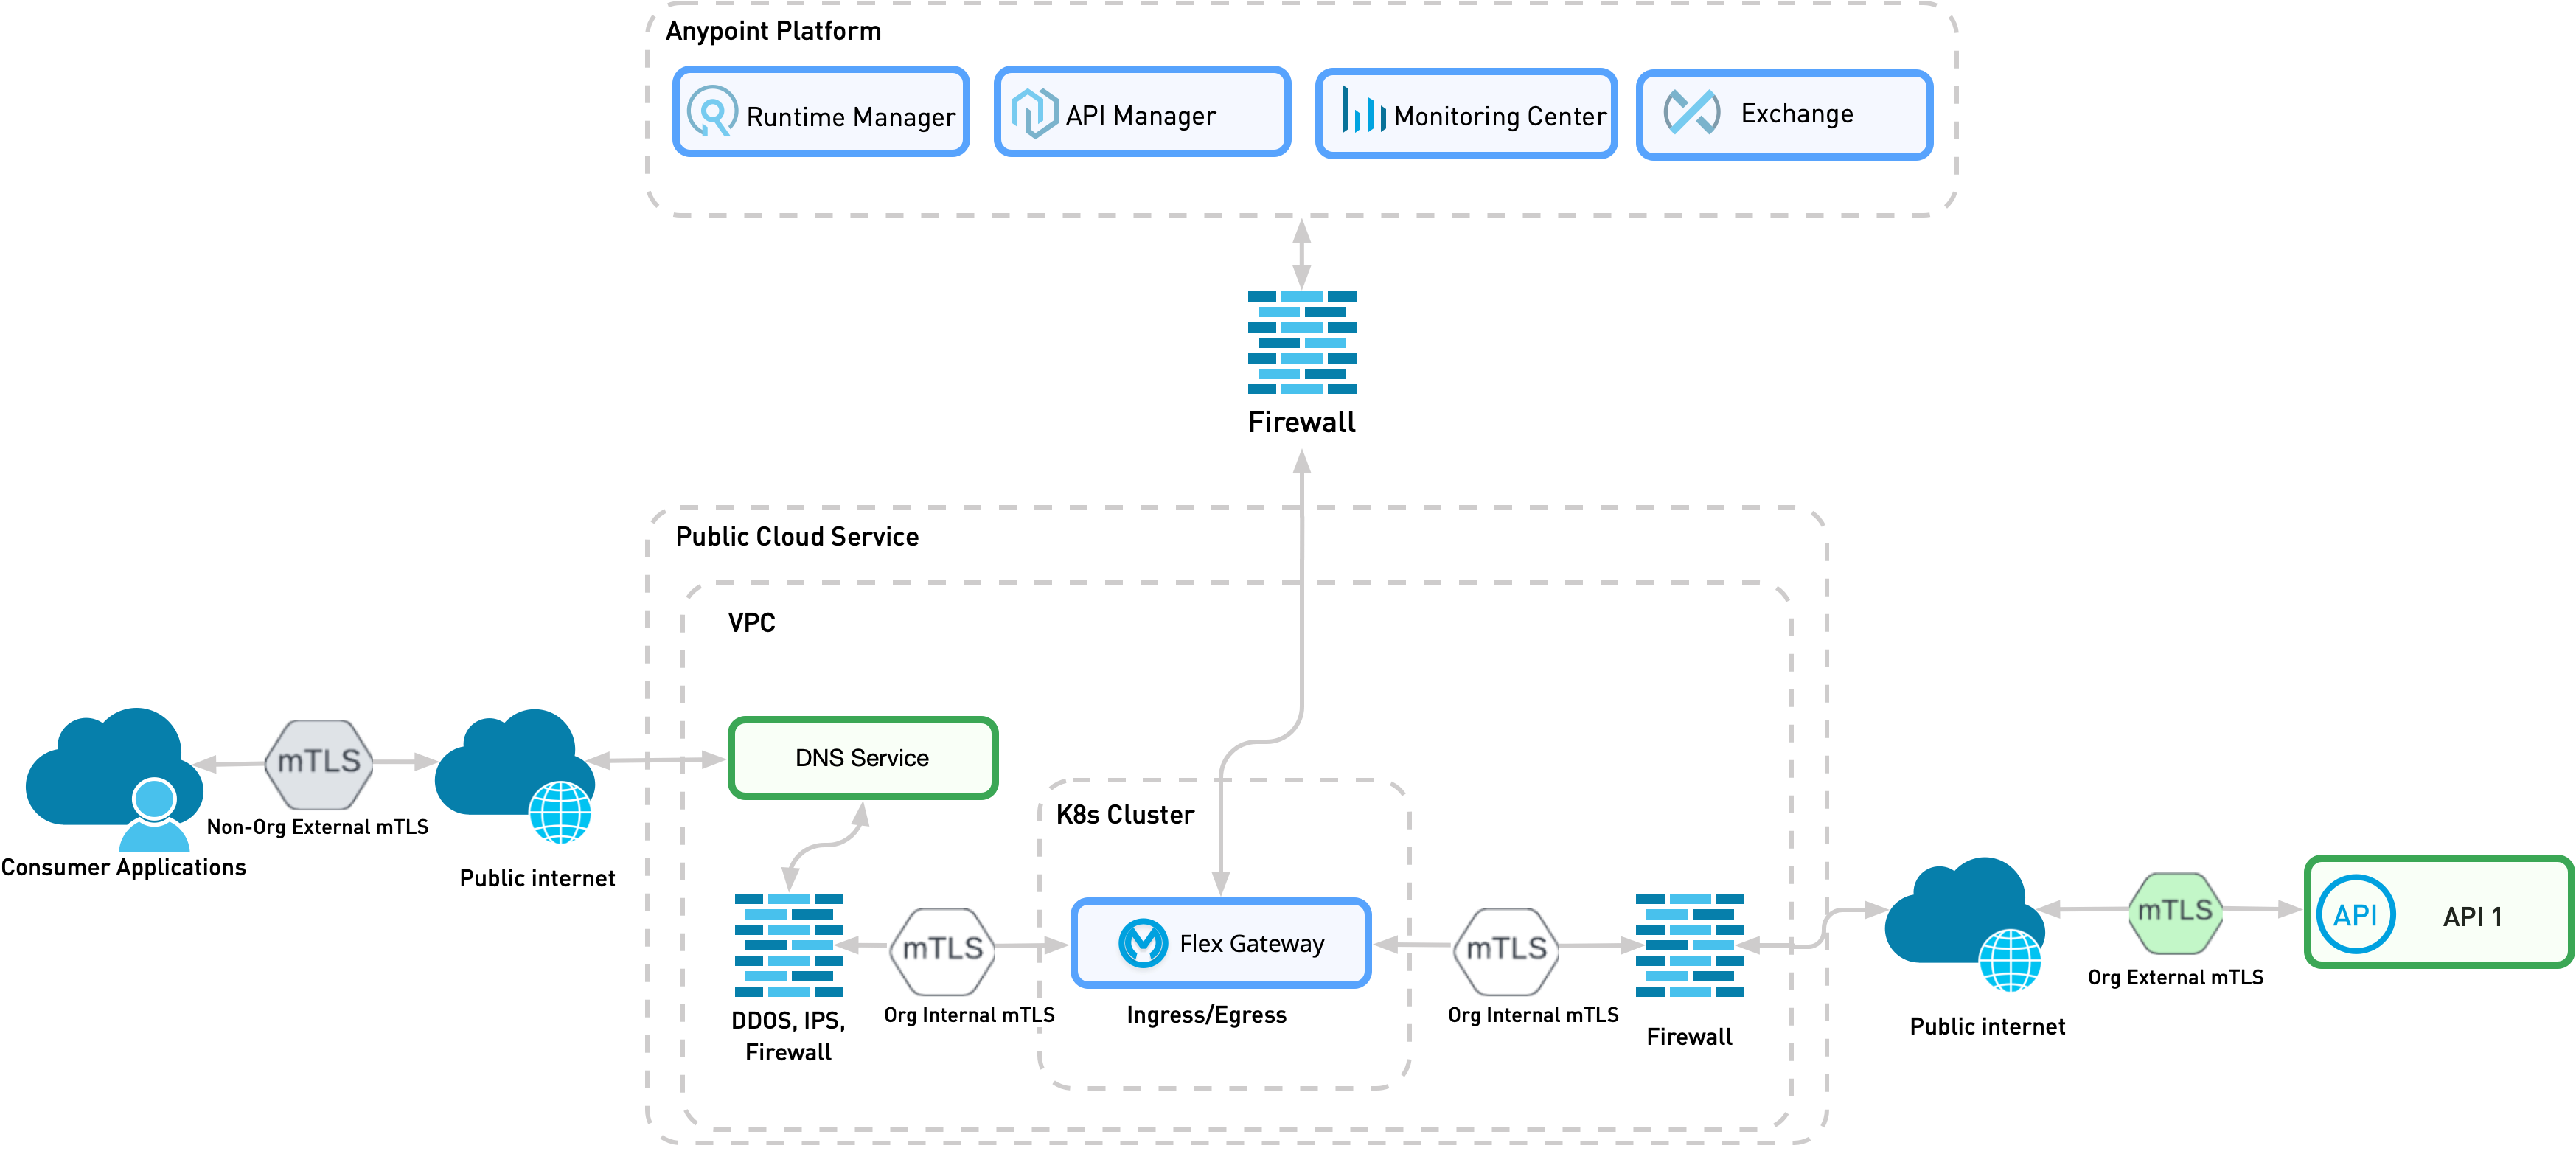 Anypoint Platform
Runtime Manager
API Manager
Monitoring Center
Exchange
Firewall
Public Cloud Service
VPC
DNS Service
mTLS
Non-Org External mTLS
Consumer Applications
Public internet
K8s Cluster
DDOS, IPS,
Firewall
mTLS
Org Internal mTLS
Flex Gateway
Ingress/Egress
mTLS
Org Internal mTLS
Firewall
Public internet
mTLS
Org External mTLS
API
API 1